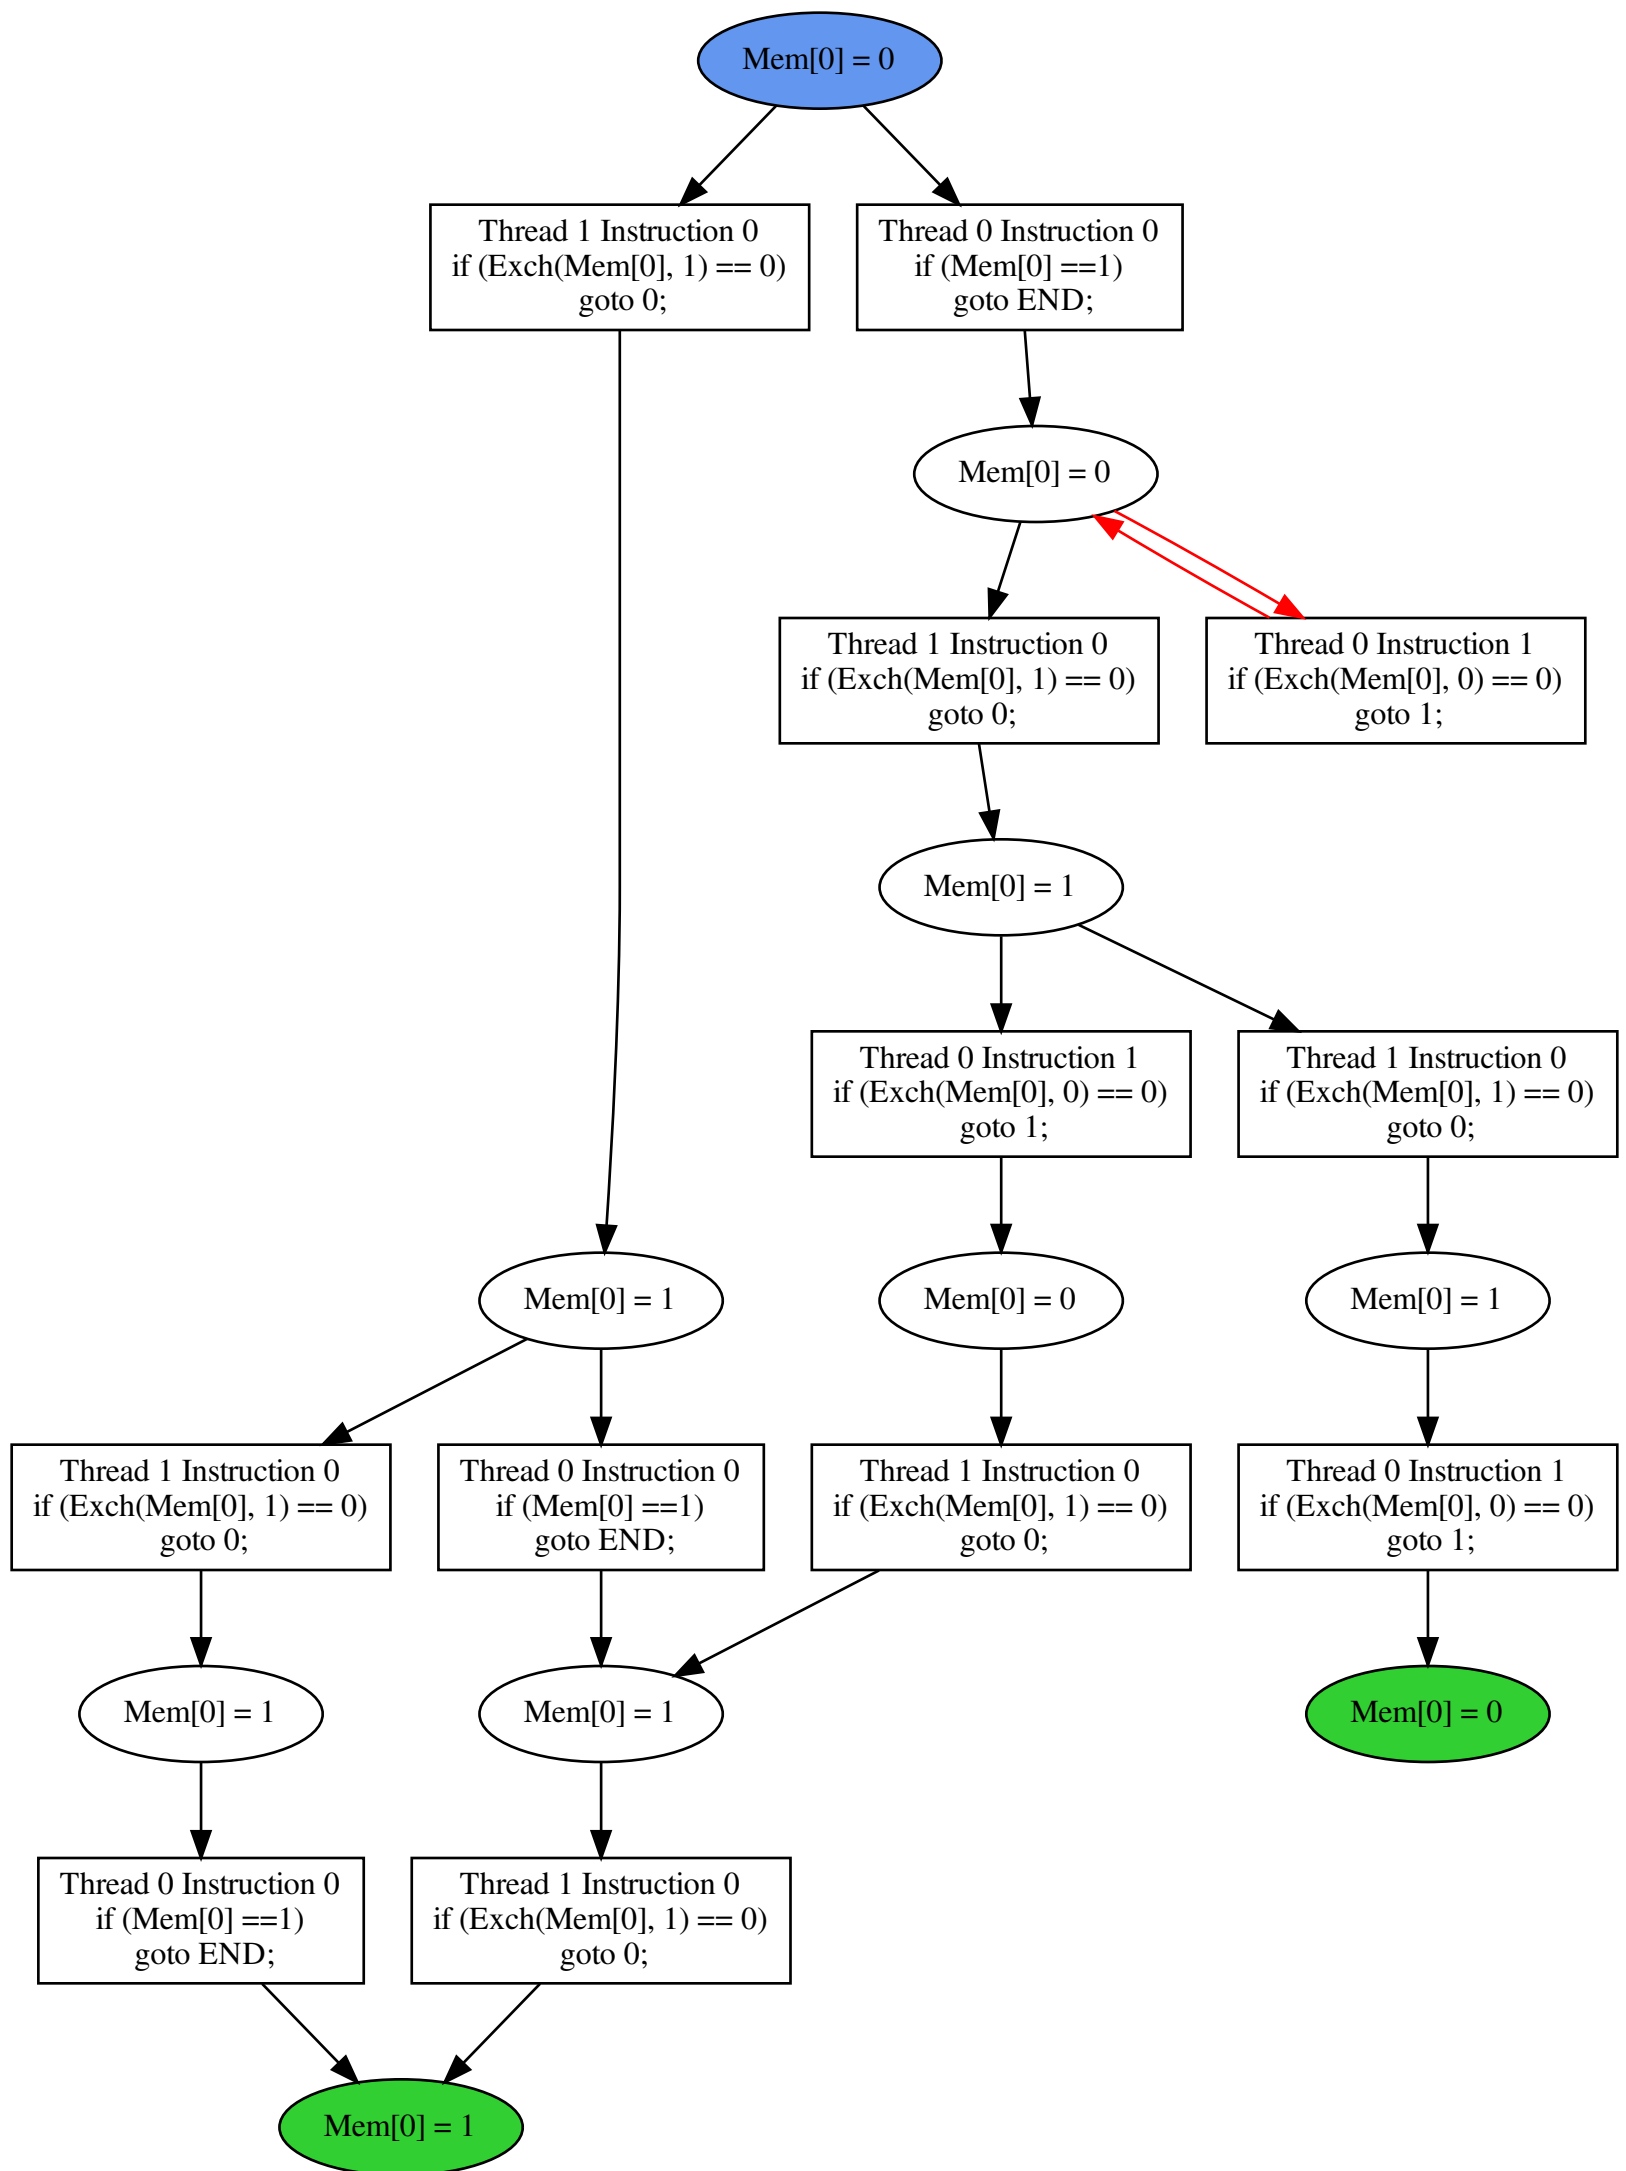 Mem[0] = 0
Thread 1 Instruction 0
if (Exch(Mem[0], 1) == 0)
goto 0;
Thread 0 Instruction 0
if (Mem[0] ==1)
goto END;
Mem[0] = 0
Thread 1 Instruction 0
if (Exch(Mem[0], 1) == 0)
goto 0;
Thread 0 Instruction 1
if (Exch(Mem[0], 0) == 0)
goto 1;
Mem[0] = 1
Thread 0 Instruction 1
if (Exch(Mem[0], 0) == 0)
goto 1;
Thread 1 Instruction 0
if (Exch(Mem[0], 1) == 0)
goto 0;
Mem[0] = 1
Mem[0] = 0
Mem[0] = 1
Thread 1 Instruction 0
if (Exch(Mem[0], 1) == 0)
goto 0;
Thread 0 Instruction 0
if (Mem[0] ==1)
goto END;
Thread 1 Instruction 0
if (Exch(Mem[0], 1) == 0)
goto 0;
Thread 0 Instruction 1
if (Exch(Mem[0], 0) == 0)
goto 1;
Mem[0] = 1
Mem[0] = 1
Mem[0] = 0
Thread 0 Instruction 0
if (Mem[0] ==1)
goto END;
Thread 1 Instruction 0
if (Exch(Mem[0], 1) == 0)
goto 0;
Mem[0] = 1